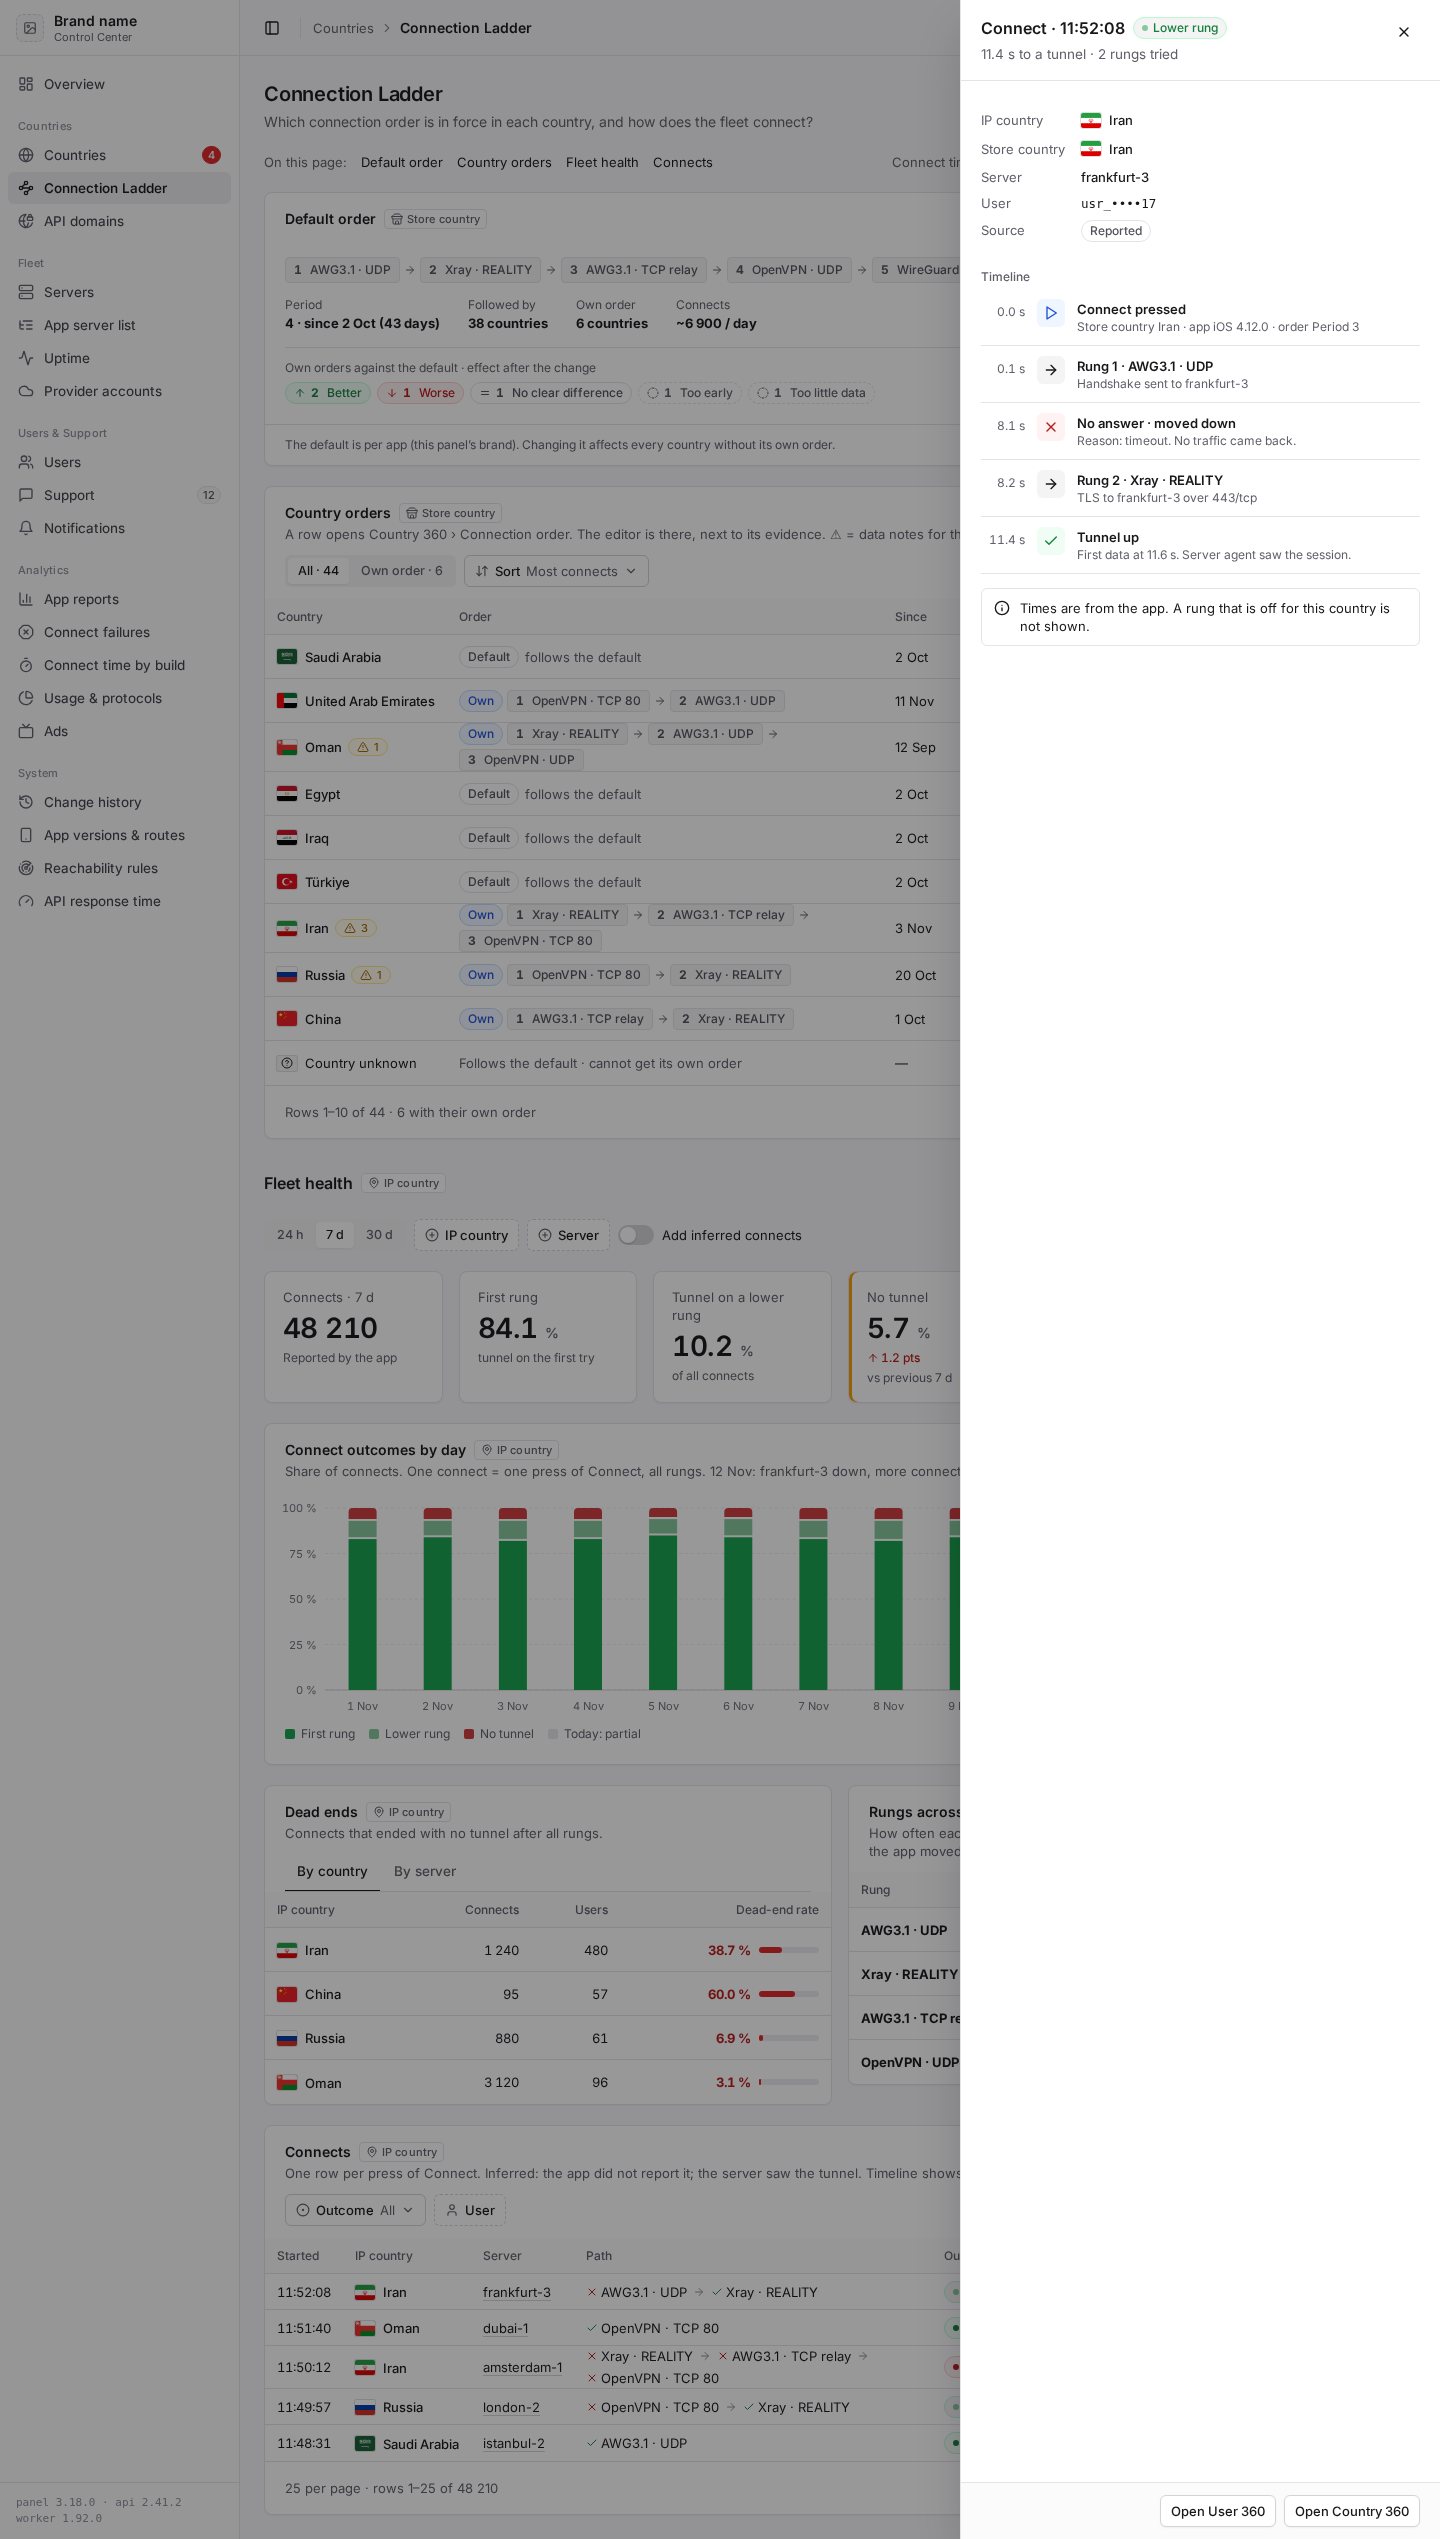 Brand name
Control Center
Overview
Countries
Countries 4
Connection Ladder
API domains
Fleet
Servers
App server list
Uptime
Provider accounts
Users & Support
Users
Support 12
Notifications
Analytics
App reports
Connect failures
Connect time by build
Usage & protocols
Ads
System
Change history
App versions & routes
Reachability rules
API response time
panel 3.18.0 · api 2.41.2
worker 1.92.0
Countries > Connection Ladder
Connection Ladder
Which connection order is in force in each country, and how does the fleet connect?
On this page: Default order Country orders Fleet health Connects Connect
Default order Store country
1 AWG3.1 · UDP → 2 Xray · REALITY → 3 AWG3.1 · TCP relay → 4 OpenVPN · UDP → 5 WireGuard
Period Followed by Own order Connects
4 · since 2 Oct (43 days) 38 countries 6 countries ~6 900 / day
Own orders against the default · effect after the change
↑ 2 Better ↓ 1 Worse = 1 No clear difference 1 Too early 1 Too little data
The default is per app (this panel's brand). Changing it affects every country without its own order.
Country orders Store country
A row opens Country 360 › Connection order. The editor is there, next to its evidence. ⚠ = data notes for
All · 44 Own order · 6 Sort Most connects
Country Order Since
Saudi Arabia Default follows the default 2 Oct
United Arab Emirates Own 1 OpenVPN · TCP 80 → 2 AWG3.1 · UDP 11 Nov
Oman ⚠ 1 Own 1 Xray · REALITY → 2 AWG3.1 · UDP → 12 Sep
3 OpenVPN · UDP
Egypt Default follows the default 2 Oct
Iraq Default follows the default 2 Oct
Türkiye Default follows the default 2 Oct
Iran ⚠ 3 Own 1 Xray · REALITY → 2 AWG3.1 · TCP relay → 3 Nov
3 OpenVPN · TCP 80
Russia ⚠ 1 Own 1 OpenVPN · TCP 80 → 2 Xray · REALITY 20 Oct
China Own 1 AWG3.1 · TCP relay → 2 Xray · REALITY 1 Oct
Country unknown Follows the default · cannot get its own order —
Rows 1–10 of 44 · 6 with their own order
Fleet health IP country
24 h 7 d 30 d IP country Server Add inferred connects
Connects · 7 d
48 210
Reported by the app
First rung
84.1 %
tunnel on the first try
Tunnel on a lower
rung
10.2 %
of all connects
No tunnel
5.7 %
↑ 1.2 pts
vs previous 7 d
Connect outcomes by day IP country
Share of connects. One connect = one press of Connect, all rungs. 12 Nov: frankfurt-3 down, more
100 %
75 %
50 %
25 %
0 %
1 Nov 2 Nov 3 Nov 4 Nov 5 Nov 6 Nov 7 Nov 8 Nov 9
First rung Lower rung No tunnel Today: partial
Dead ends IP country
Connects that ended with no tunnel after all rungs.
By country By server
IP country Connects Users Dead-end rate
Iran 1 240 480 38.7 %
China 95 57 60.0 %
Russia 880 61 6.9 %
Oman 3 120 96 3.1 %
Rungs across
How often
the app moved
Rung
AWG3.1 · UDP
Xray · REALITY
AWG3.1 · TCP
OpenVPN · UDP
Connects IP country
One row per press of Connect. Inferred: the app did not report it; the server saw the tunnel. Timeline shows
Outcome All User
Started IP country Server Path
11:52:08 Iran frankfurt-3 × AWG3.1 · UDP → ✓ Xray · REALITY
11:51:40 Oman dubai-1 ✓ OpenVPN · TCP 80
11:50:12 Iran amsterdam-1 × Xray · REALITY → × AWG3.1 · TCP relay →
× OpenVPN · TCP 80
11:49:57 Russia london-2 × OpenVPN · TCP 80 → ✓ Xray · REALITY
11:48:31 Saudi Arabia istanbul-2 ✓ AWG3.1 · UDP
25 per page · rows 1–25 of 48 210
Connect · 11:52:08 Lower rung
11.4 s to a tunnel · 2 rungs tried
IP country Iran
Store country Iran
Server frankfurt-3
User usr_••••17
Source Reported
Timeline
0.0 s Connect pressed
Store country Iran · app iOS 4.12.0 · order Period 3
0.1 s Rung 1 · AWG3.1 · UDP
Handshake sent to frankfurt-3
8.1 s No answer · moved down
Reason: timeout. No traffic came back.
8.2 s Rung 2 · Xray · REALITY
TLS to frankfurt-3 over 443/tcp
11.4 s Tunnel up
First data at 11.6 s. Server agent saw the session.
Times are from the app. A rung that is off for this country is
not shown.
Open User 360 Open Country 360